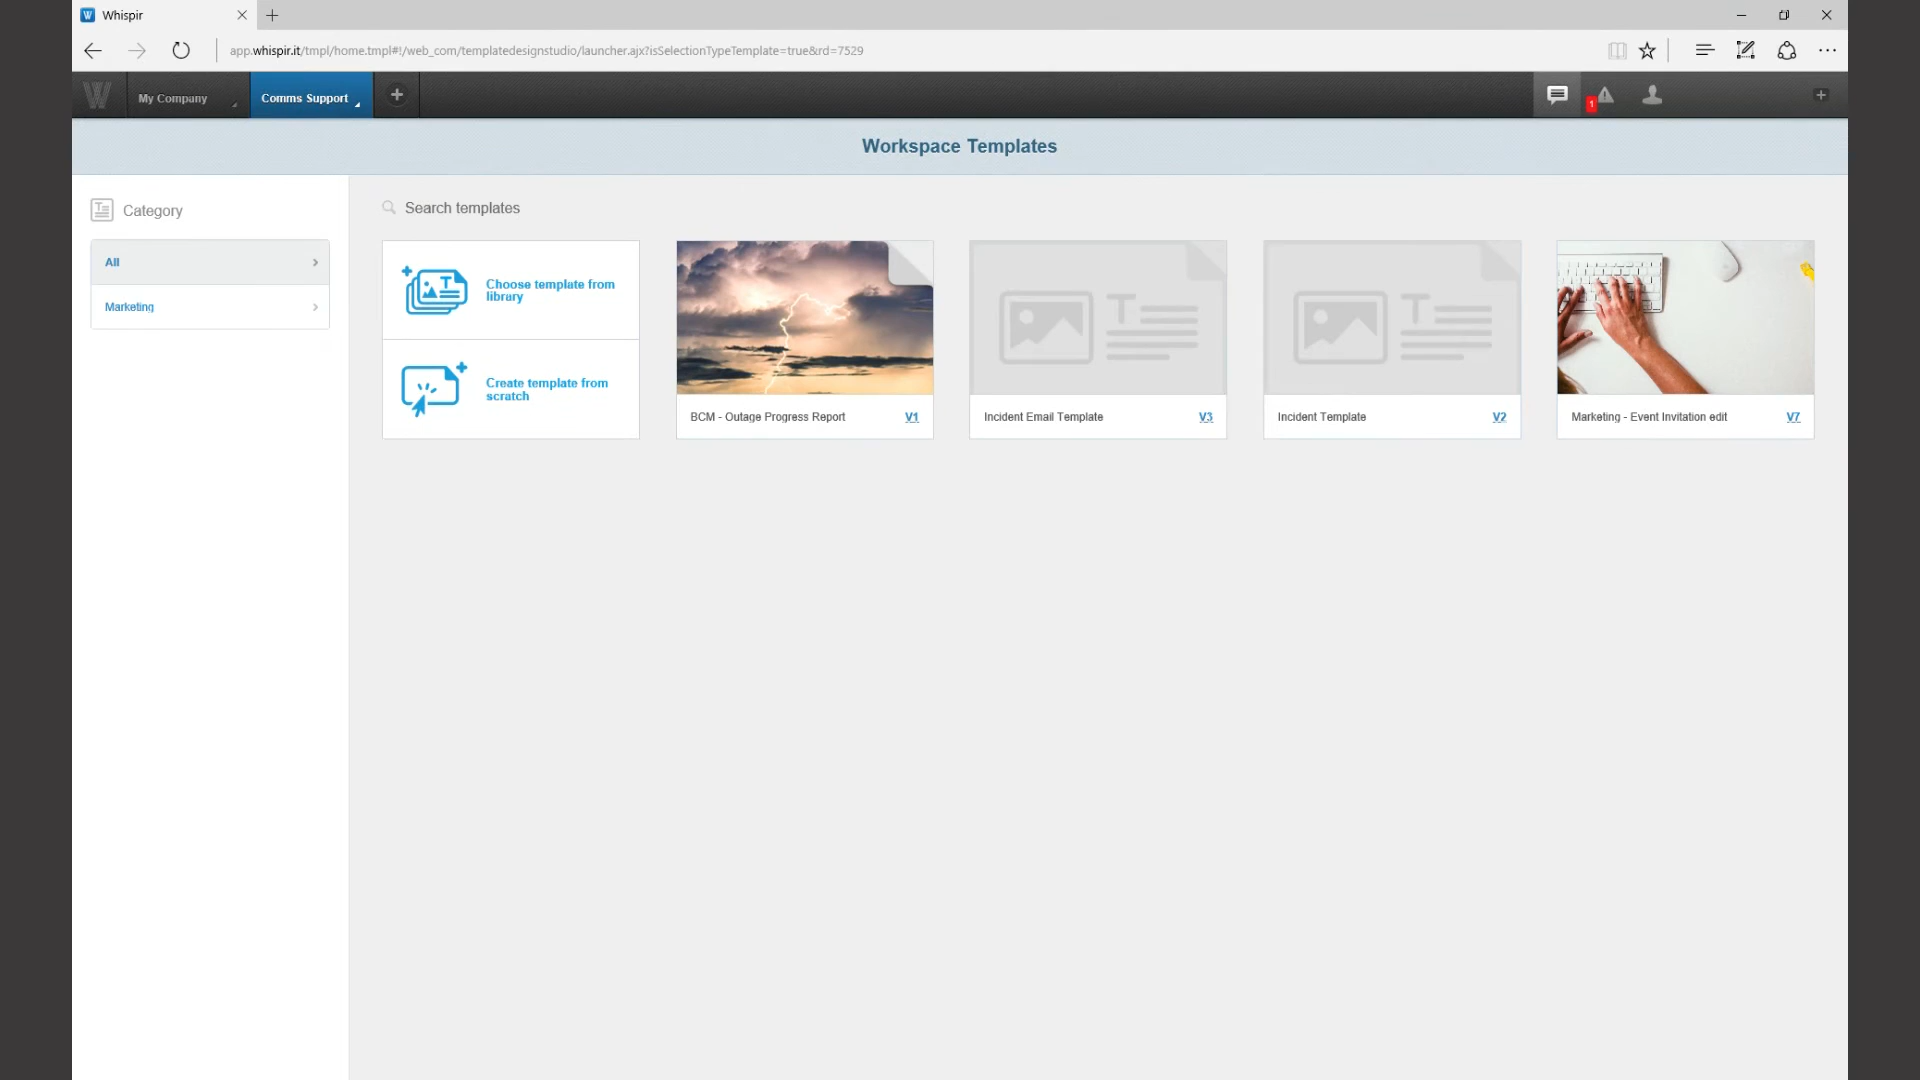 Whispir
app.whispir.it/tmpl/home.tmpl#!/web_com/templatedesignstudio/launcher.ajx?isSelectionTypeTemplate=true&rd=7529
W
My Company
Comms Support
1
Workspace Templates
Category
All
Marketing
Search templates
Choose template from
library
Create template from
scratch
BCM - Outage Progress Report V1
Incident Email Template V3
Incident Template V2
Marketing - Event Invitation edit V7